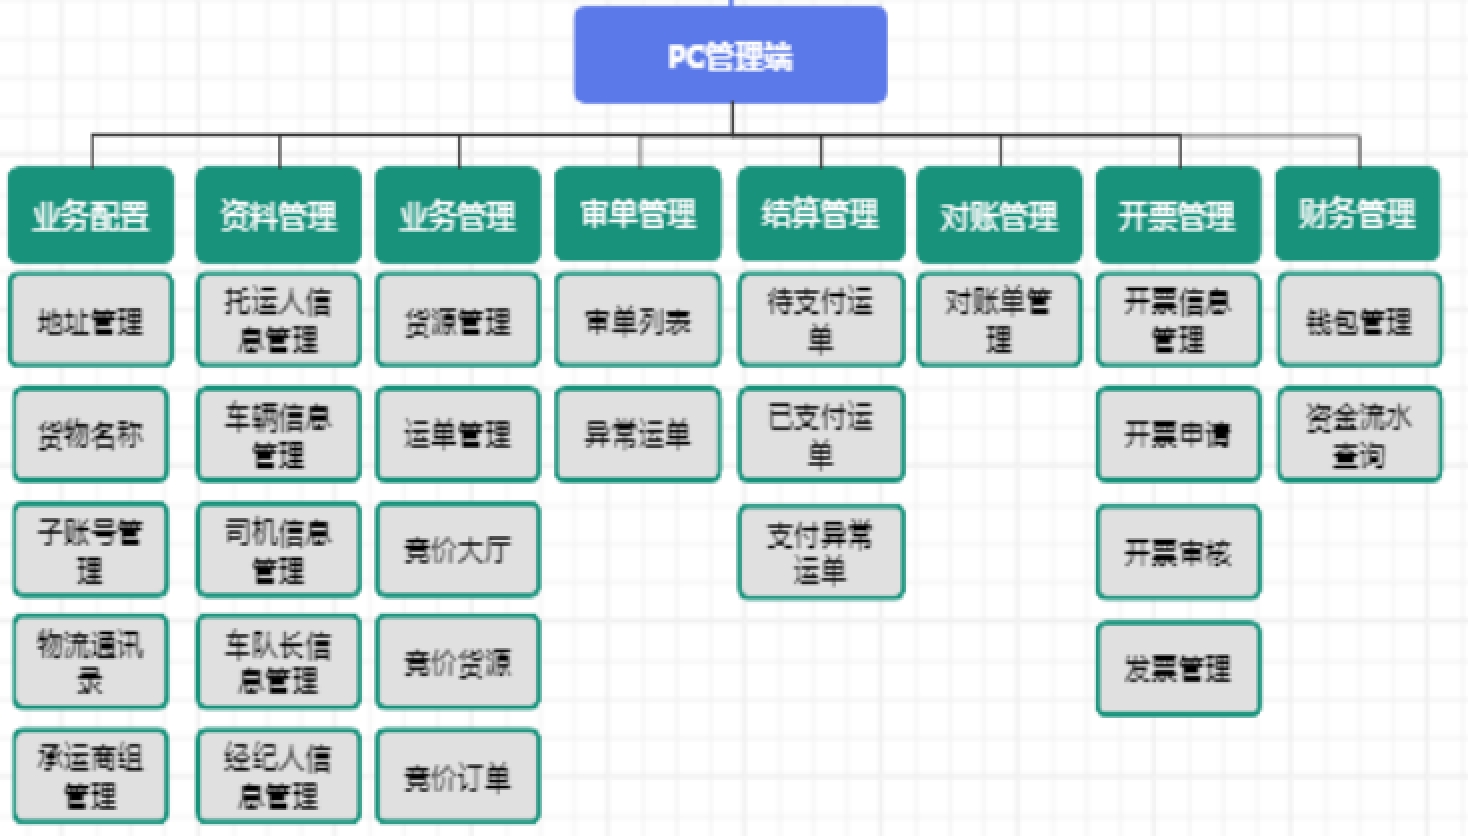 PC管理端
业务配置
资料管理
业务管理
审单管理
结算管理
对账管理
开票管理
财务管理
地址管理
托运人信
息管理
货源管理
审单列表
待支付运
单
对账单管
理
开票信息
管理
钱包管理
货物名称
车辆信息
管理
运单管理
异常运单
已支付运
单
开票申请
资金流水
查询
子账号管
理
司机信息
管理
竞价大厅
支付异常
运单
开票审核
物流通讯
录
车队长信
息管理
竞价货源
发票管理
承运商组
管理
经纪人信
息管理
竞价订单